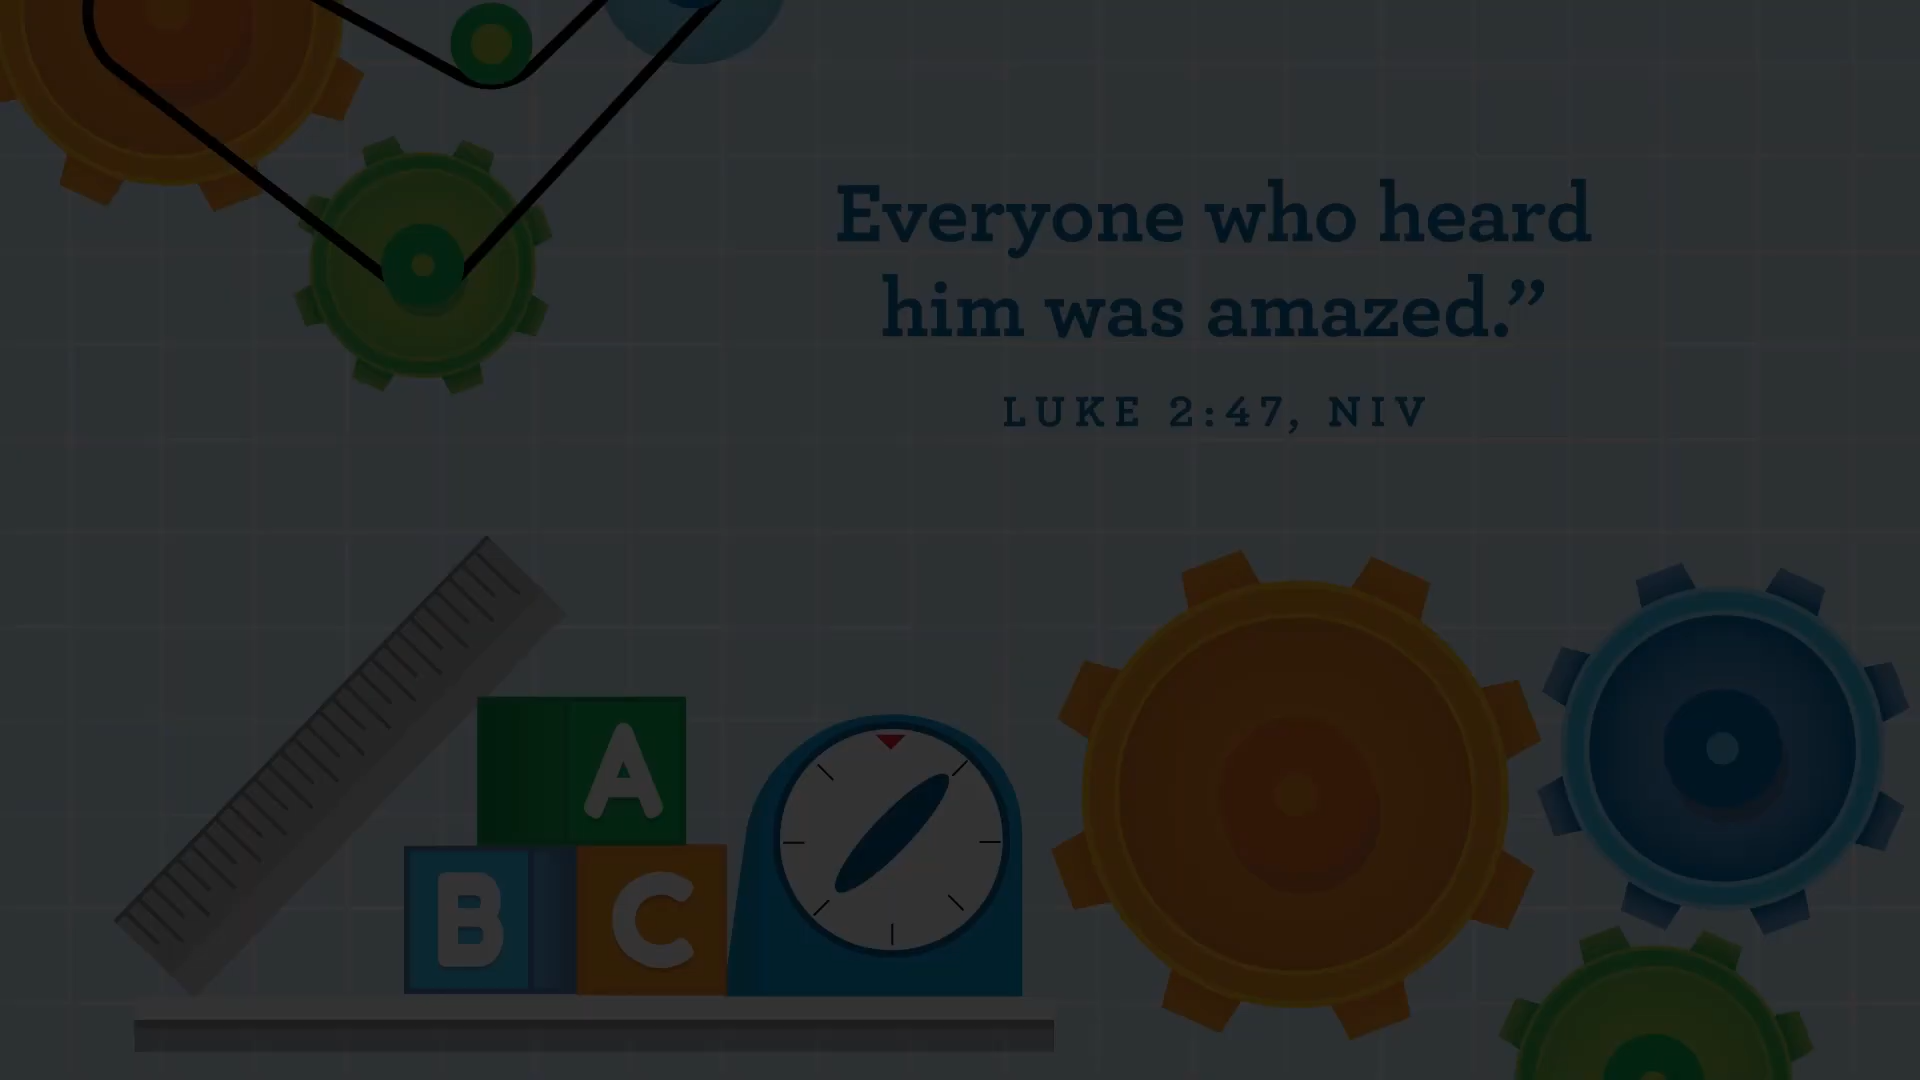 Everyone who heard
him was amazed.”
LUKE 2:47, NIV
A
B C